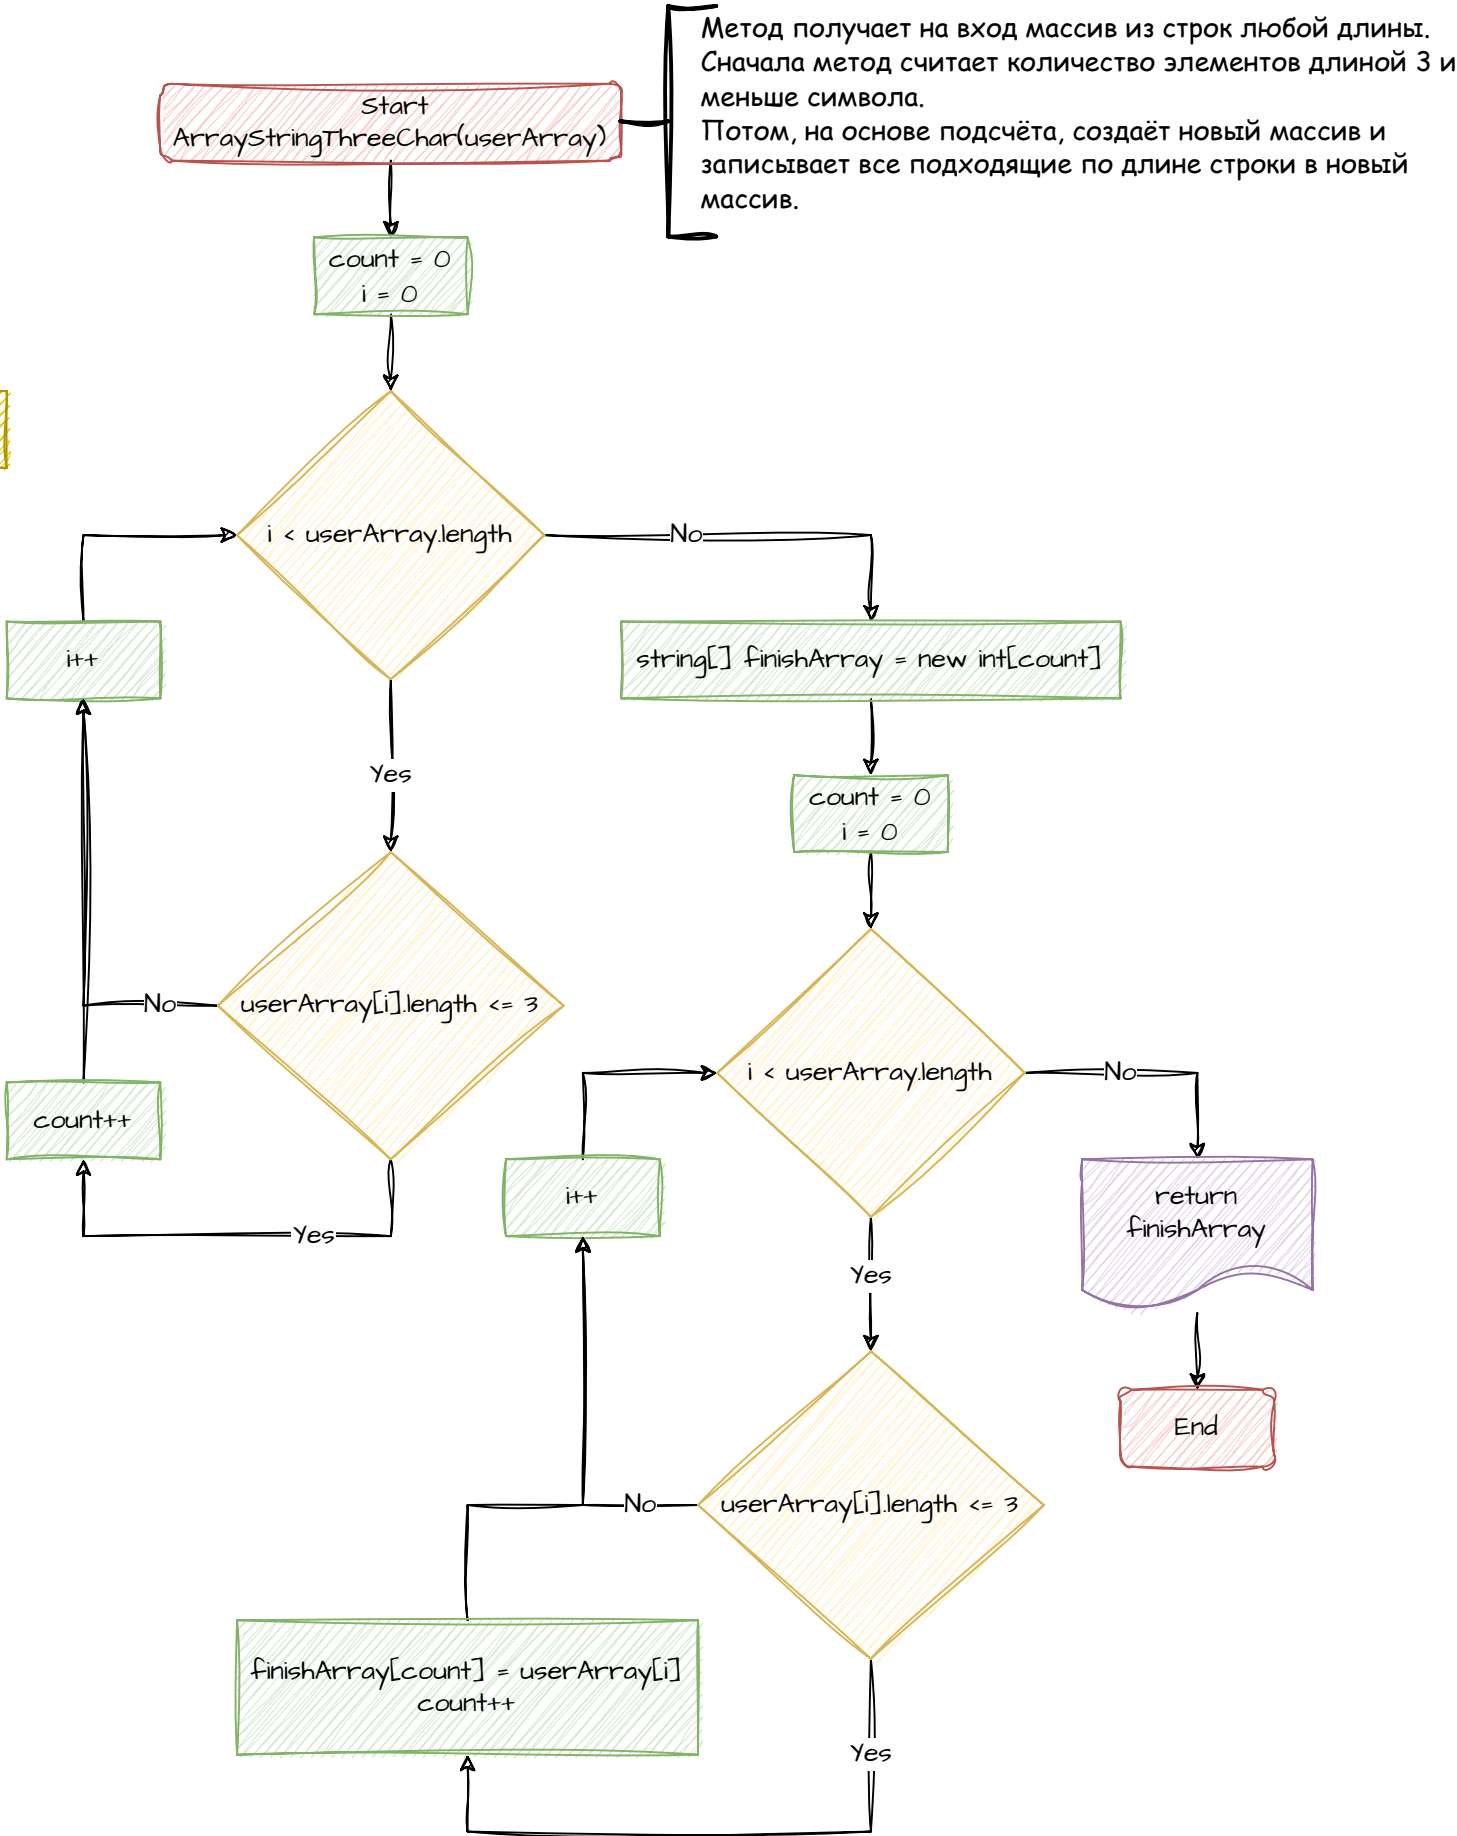 Метод получает на вход массив из строк любой длины.
Сначала метод считает количество элементов длиной 3 и
меньше символа.
Потом, на основе подсчёта, создаёт новый массив и
записывает все подходящие по длине строки в новый
массив.
Start
ArrayStringThreeChar(userArray)
count = 0
i = 0
i < userArray.length
No
i++
string[] finishArray = new int[count]
Yes
count = 0
i = 0
userArray[i].length <= 3
No
i < userArray.length
No
count++
i++
return
finishArray
Yes
Yes
End
userArray[i].length <= 3
No
finishArray[count] = userArray[i]
count++
Yes